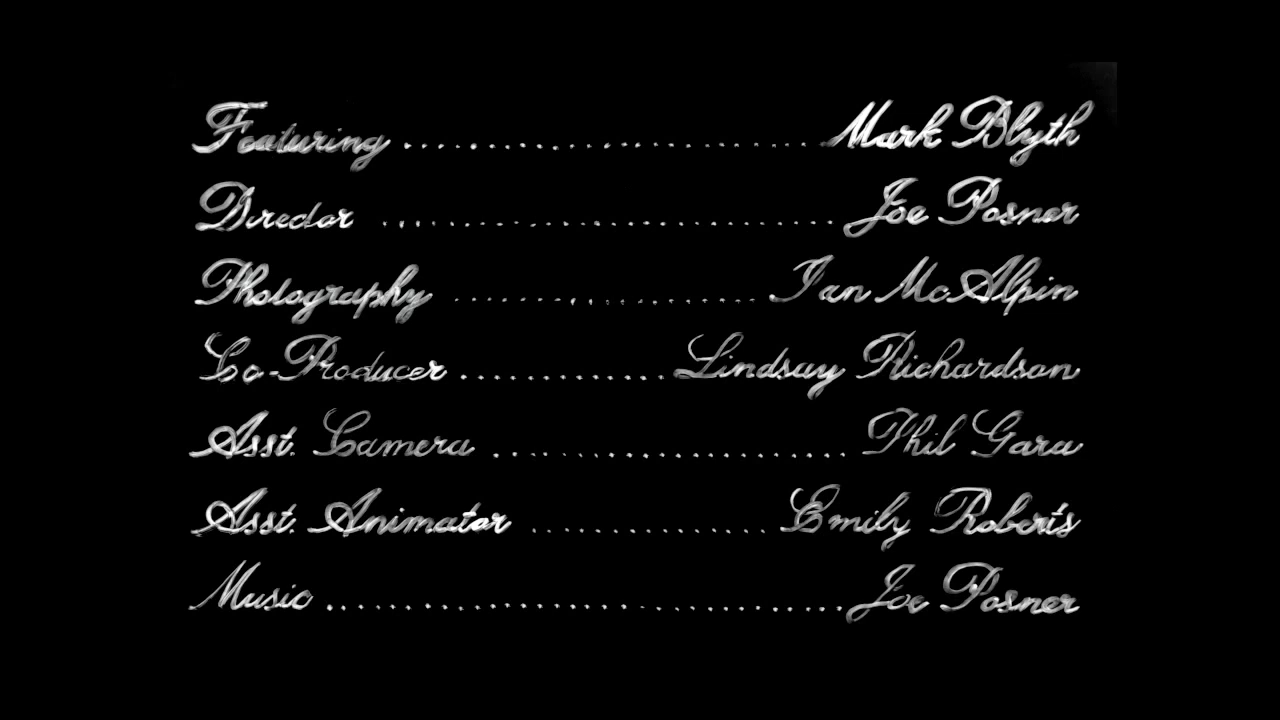 Featuring .......................... Mark Blyth
Director .......................... Joe Posner
Photography .................... Ian McAlpin
Co-Producer ............... Lindsay Richardson
Asst. Camera .......................... Phil Gara
Asst. Animator ................ Emily Roberts
Music ................................ Joe Posner